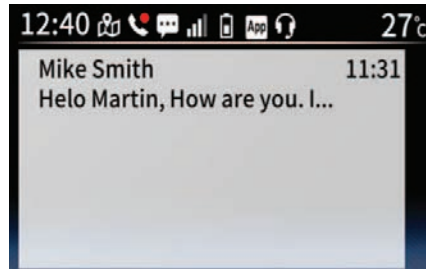 12:40 App 27°c
Mike Smith 11:31
Helo Martin, How are you. I...